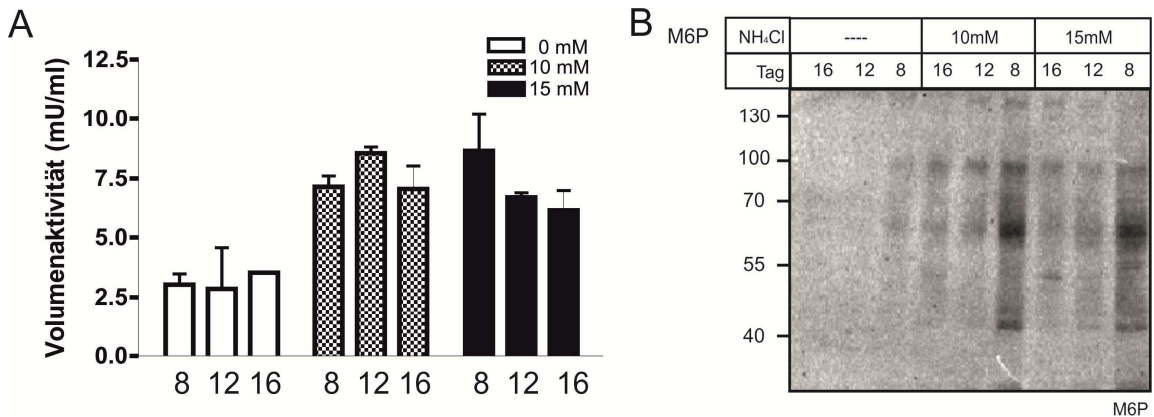 A
Volumenaktivität (mU/ml)
12.5
10.0
7.5
5.0
2.5
0.0
0 mM
10 mM
15 mM
8 12 16 8 12 16 8 12 16
B
M6P NH₄Cl ---- 10mM 15mM
Tag 16 12 8 16 12 8 16 12 8
130
100
70
55
40
M6P